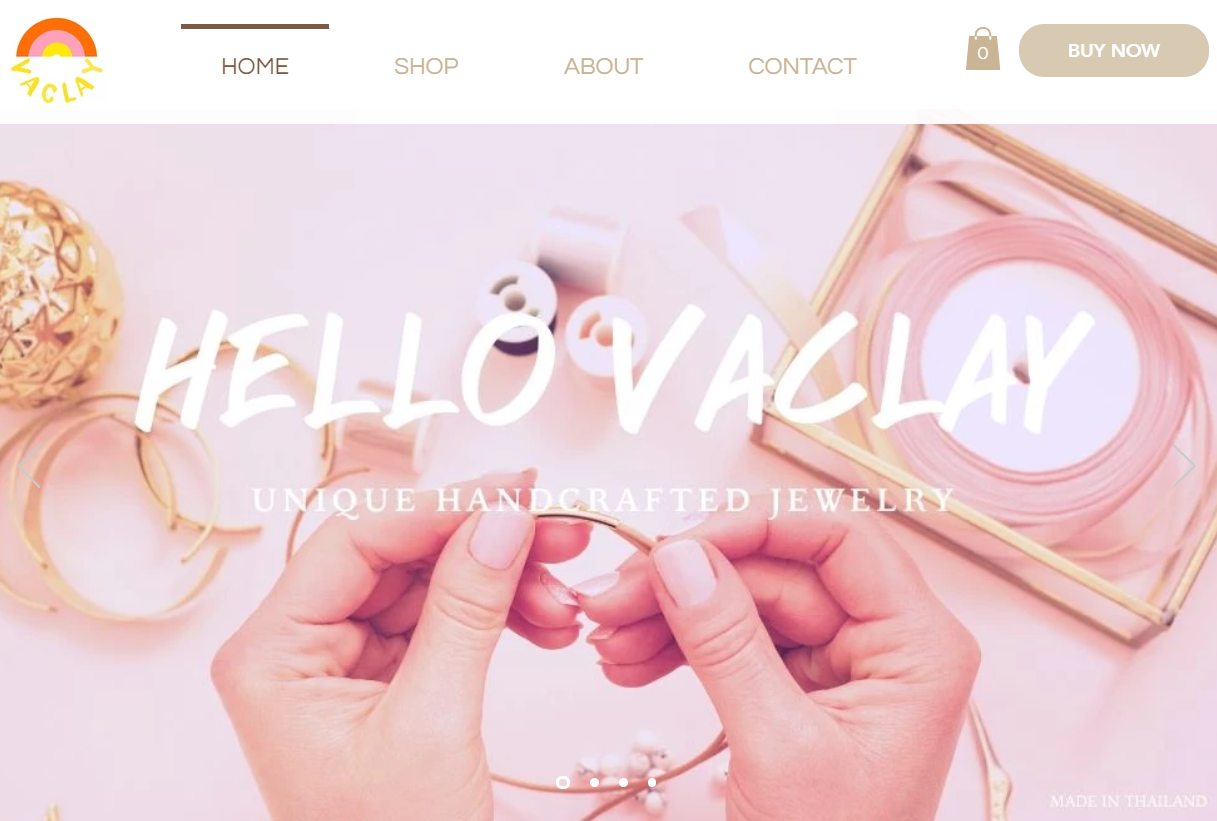 VACLAY
HOME
SHOP
ABOUT
CONTACT
0
BUY NOW
HELLO VACLAY
UNIQUE HANDCRAFTED JEWELRY
MADE IN THAILAND